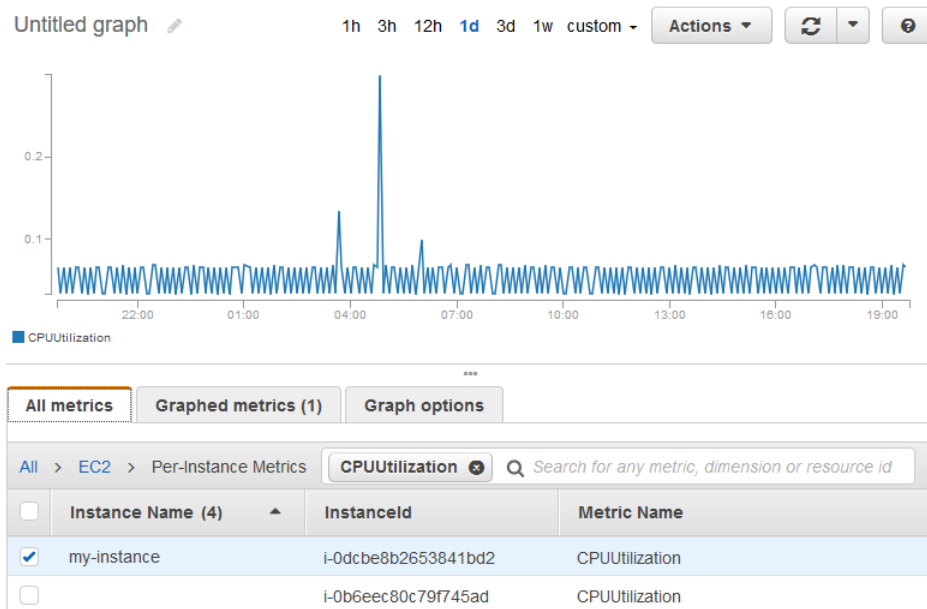 Untitled graph 1h 3h 12h 1d 3d 1w custom Actions
0.2
0.1
22:00 01:00 04:00 07:00 10:00 13:00 16:00 19:00
CPUUtilization
All metrics Graphed metrics (1) Graph options
All > EC2 > Per-Instance Metrics CPUUtilization Search for any metric, dimension or resource id
Instance Name (4) InstanceId Metric Name
my-instance i-0dcbe8b2653841bd2 CPUUtilization
i-0b6eec80c79f745ad CPUUtilization